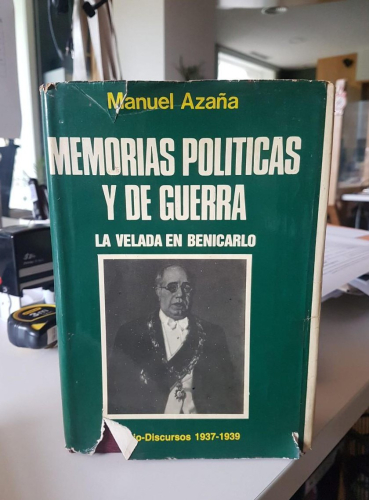 Manuel Azaña
MEMORIAS POLITICAS
Y DE GUERRA
LA VELADA EN BENICARLO
-Discursos 1937-1939